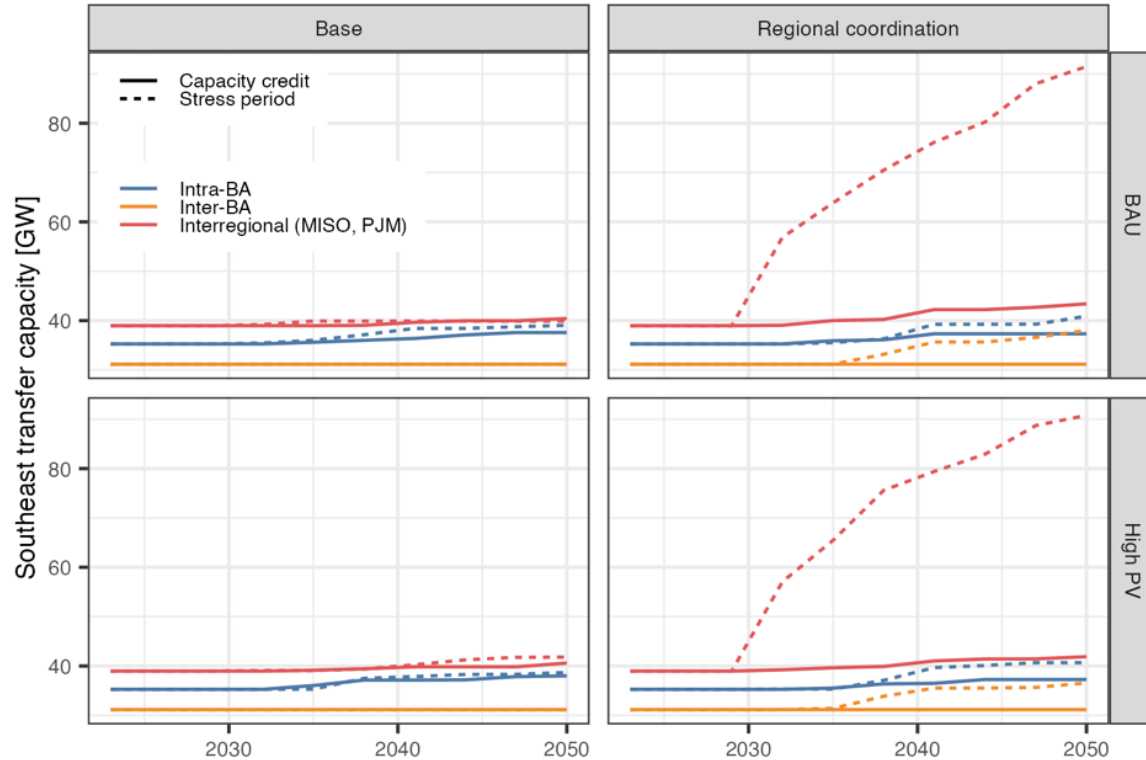 Base
Regional coordination
Capacity credit
Stress period
Intra-BA
Inter-BA
Interregional (MISO, PJM)
Southeast transfer capacity [GW]
80
60
40
BAU
80
60
40
High PV
2030
2040
2050
2030
2040
2050